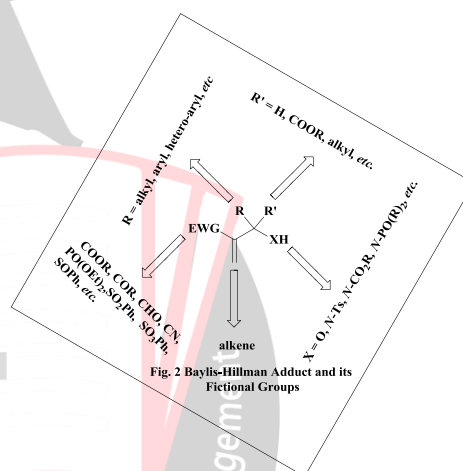 R = alkyl, aryl, hetero-aryl, etc
R' = H, COOR, alkyl, etc.
R R'
EWG
XH
COOR, COR, CHO, CN,
PO(OEt)₂, SO₂Ph, SO₃Ph,
SOPh, etc.
X = O, N-Ts, N-CO₂R, N-PO(R)₂, etc.
alkene
Fig. 2 Baylis-Hillman Adduct and its
Fictional Groups
gement